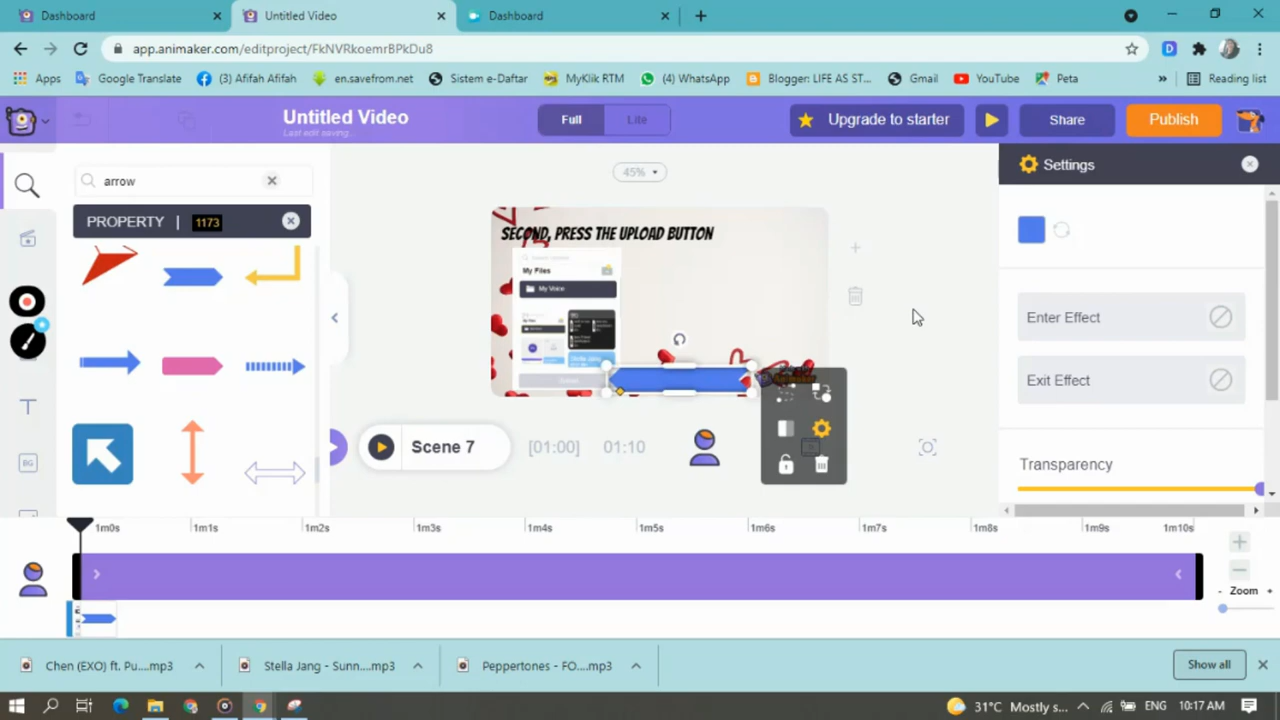 Dashboard
Untitled Video
Dashboard
app.animaker.com/editproject/FkNVRkoemrBPkDu8
Apps
Google Translate
(3) Afifah Afifah
en.savefrom.net
Sistem e-Daftar
MyKlik RTM
(4) WhatsApp
Blogger: LIFE AS ST...
Gmail
YouTube
Peta
»
Reading list
Untitled Video
Last edit saving...
Full
Lite
Upgrade to starter
Share
Publish
arrow
PROPERTY | 1173
45%
SECOND, PRESS THE UPLOAD BUTTON
My Files
My Voice
Settings
Enter Effect
Exit Effect
Transparency
Scene 7
[01:00]
01:10
T
BG
1m0s
1m1s
1m2s
1m3s
1m4s
1m5s
1m6s
1m7s
1m8s
1m9s
1m10s
- Zoom +
Chen (EXO) ft. Pu....mp3
Stella Jang - Sunn....mp3
Peppertones - FO....mp3
Show all
31°C Mostly s...
ENG
10:17 AM